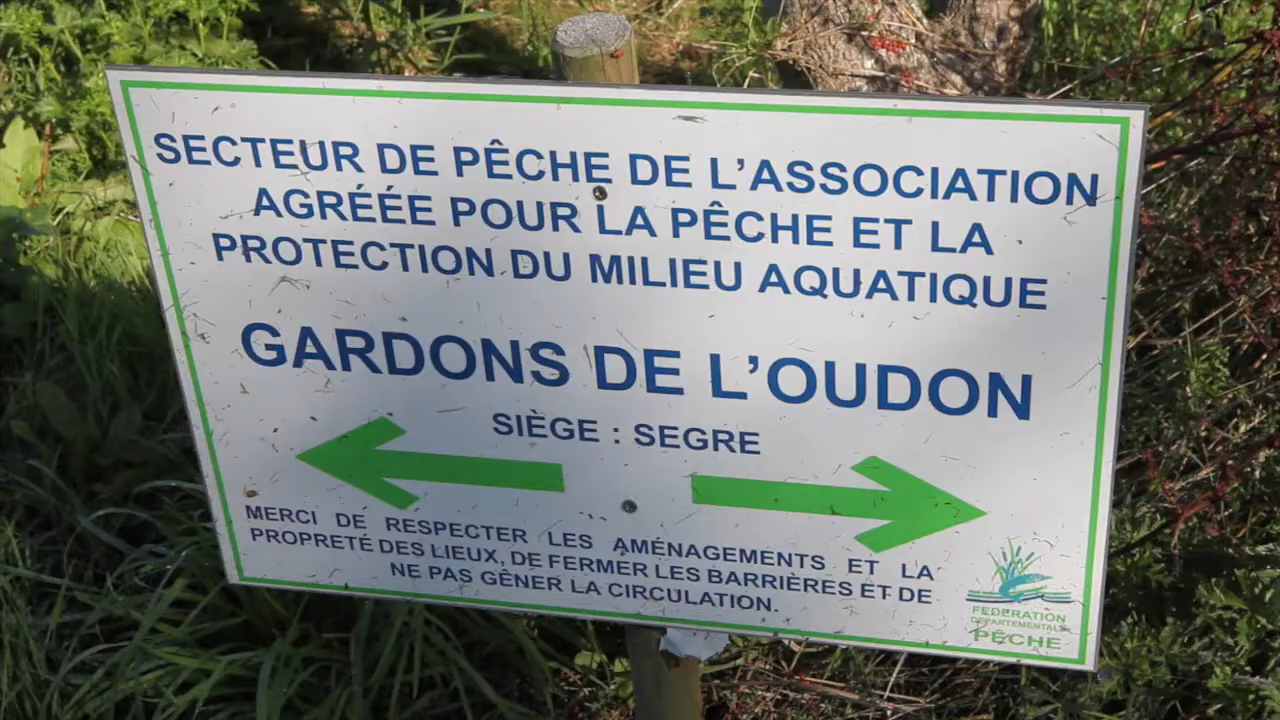 SECTEUR DE PÊCHE DE L'ASSOCIATION
AGRÉÉE POUR LA PÊCHE ET LA
PROTECTION DU MILIEU AQUATIQUE
GARDONS DE L'OUDON
SIÈGE : SEGRE
MERCI DE RESPECTER LES AMÉNAGEMENTS ET LA
PROPRETÉ DES LIEUX, DE FERMER LES BARRIÈRES ET DE
NE PAS GÊNER LA CIRCULATION.
FEDERATION
DEPARTEMENTALE
PÊCHE